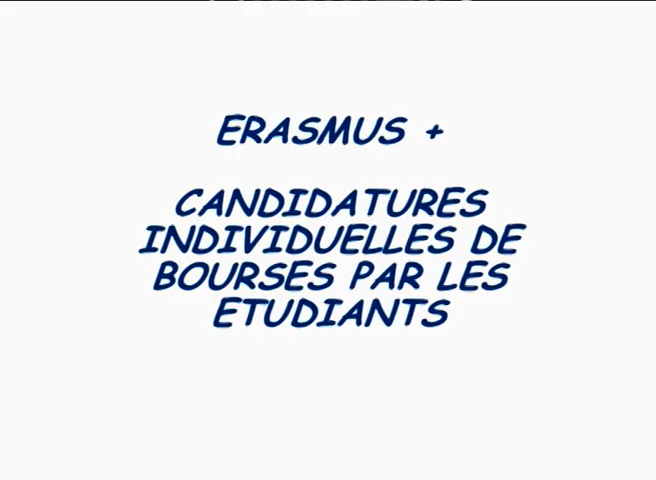 ERASMUS +
CANDIDATURES
INDIVIDUELLES DE
BOURSES PAR LES
ETUDIANTS